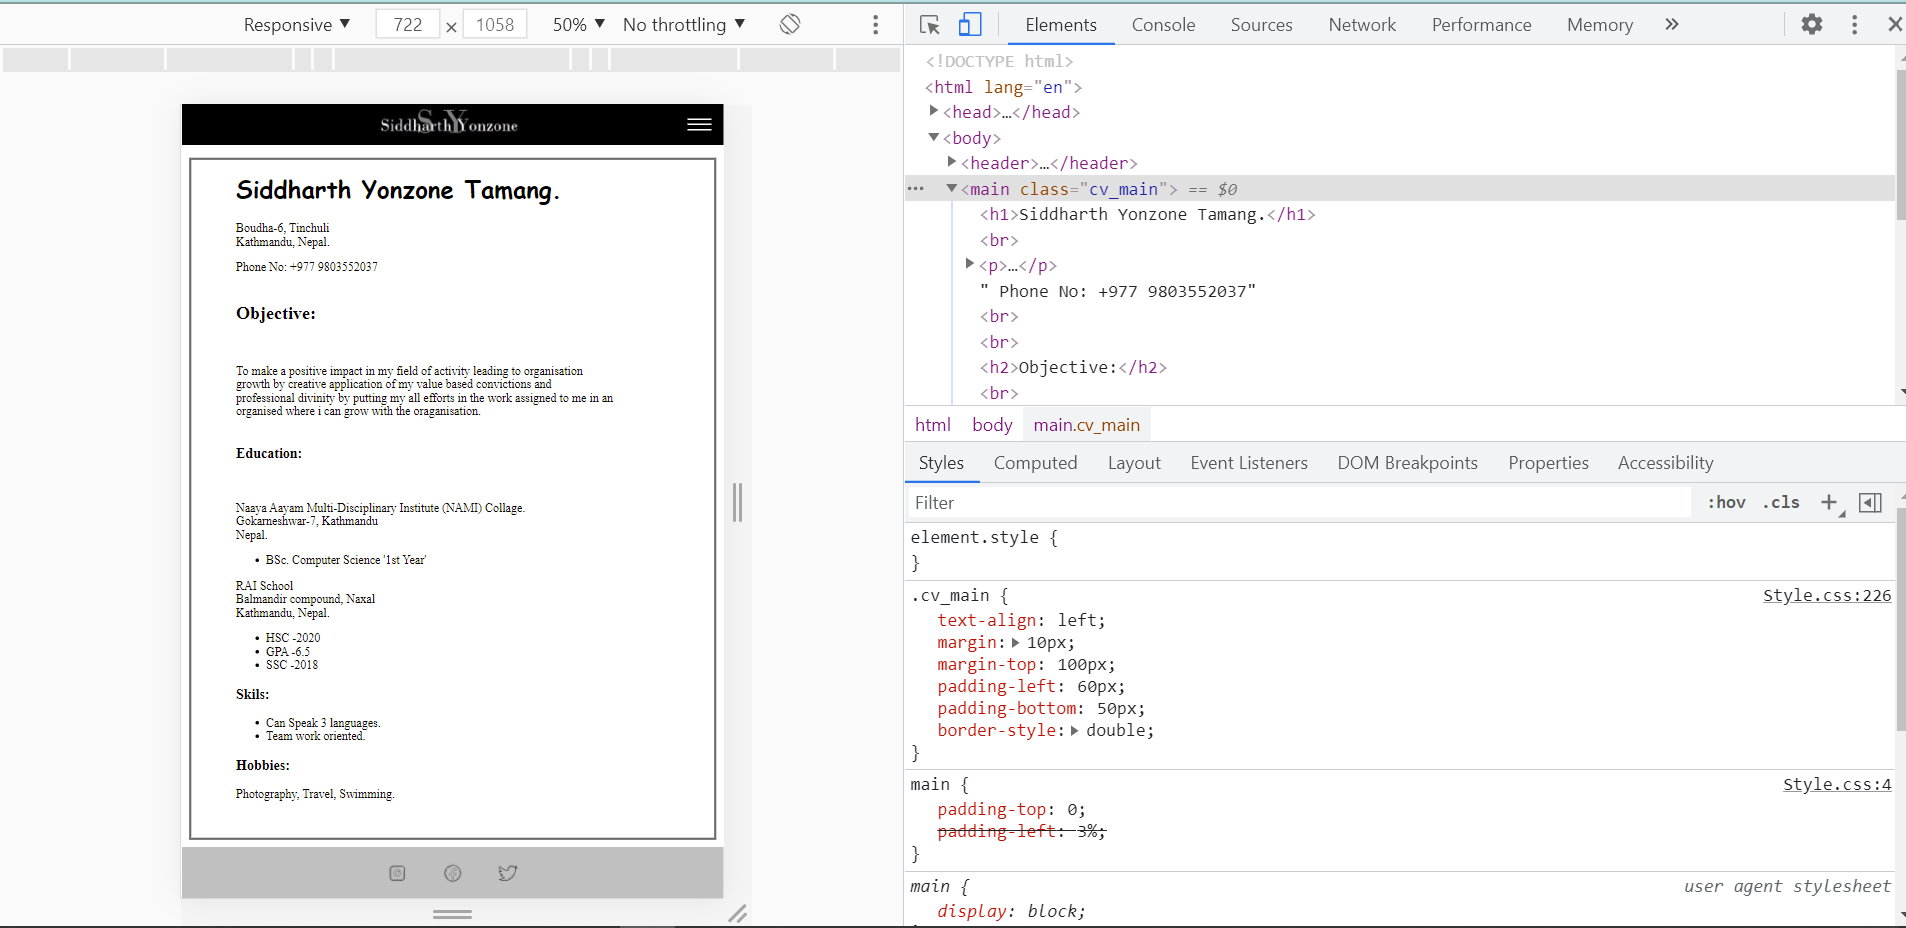 Responsive ▼ 722 × 1058 50% ▼ No throttling ▼
Elements Console Sources Network Performance Memory »
SY
Siddharth Yonzone
Siddharth Yonzone Tamang.
Boudha-6, Tinchuli
Kathmandu, Nepal.
Phone No: +977 9803552037
Objective:
To make a positive impact in my field of activity leading to organisation
growth by creative application of my value based convictions and
professional divinity by putting my all efforts in the work assigned to me in an
organised where i can grow with the oraganisation.
Education:
Naaya Aayam Multi-Disciplinary Institute (NAMI) Collage.
Gokarneshwar-7, Kathmandu
Nepal.
• BSc. Computer Science '1st Year'
RAI School
Balmandir compound, Naxal
Kathmandu, Nepal.
• HSC -2020
• GPA -6.5
• SSC -2018
Skils:
• Can Speak 3 languages.
• Team work oriented.
Hobbies:
Photography, Travel, Swimming.
<!DOCTYPE html>
<html lang="en">
▶<head>…</head>
▼<body>
▶<header>…</header>
… ▼<main class="cv_main"> == $0
<h1>Siddharth Yonzone Tamang.</h1>
<br>
▶<p>…</p>
" Phone No: +977 9803552037"
<br>
<br>
<h2>Objective:</h2>
<br>
html body main.cv_main
Styles Computed Layout Event Listeners DOM Breakpoints Properties Accessibility
Filter :hov .cls +
element.style {
}
.cv_main { Style.css:226
text-align: left;
margin:▶ 10px;
margin-top: 100px;
padding-left: 60px;
padding-bottom: 50px;
border-style:▶ double;
}
main { Style.css:4
padding-top: 0;
padding-left: 3%;
}
main { user agent stylesheet
display: block;